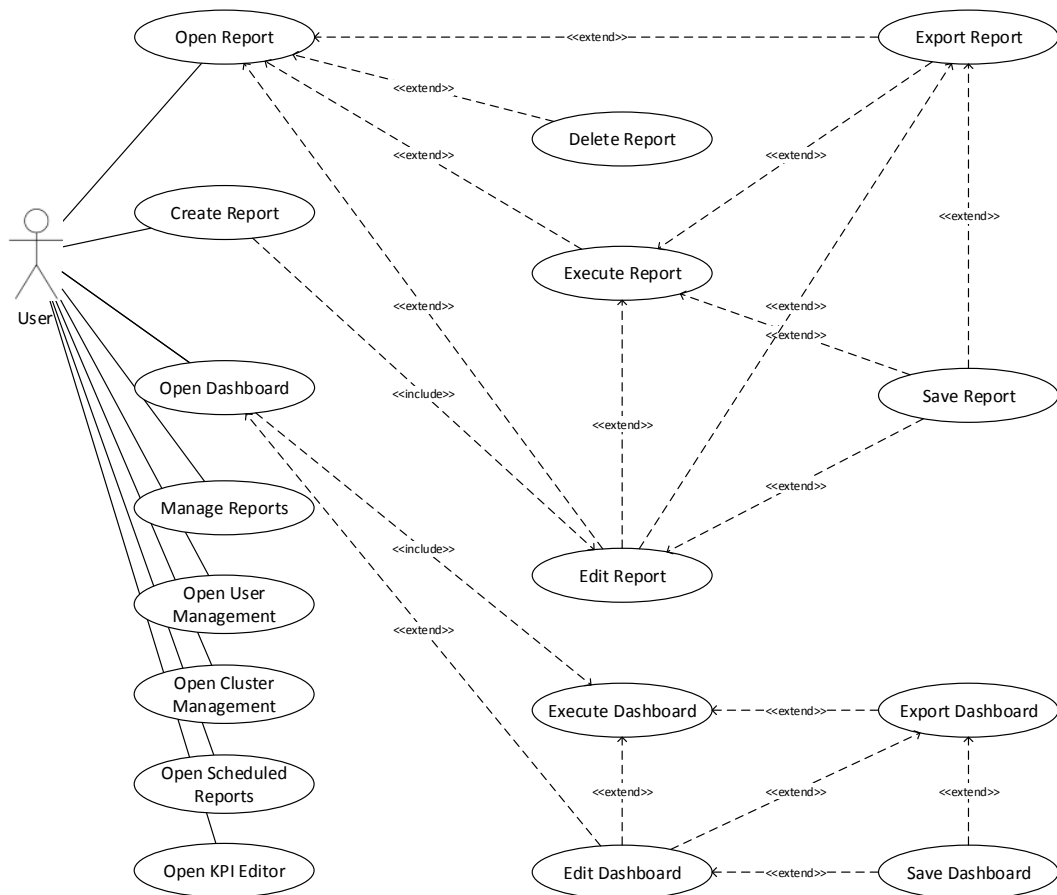 Open Report
<<extend>>
Export Report
<<extend>>
Delete Report
<<extend>>
<<extend>>
Create Report
<<extend>>
Execute Report
User
<<extend>>
<<extend>>
<<extend>>
Open Dashboard
<<include>>
Save Report
<<extend>>
<<extend>>
Manage Reports
<<include>>
Edit Report
Open User
Management
<<extend>>
Open Cluster
Management
Execute Dashboard
<<extend>>
Export Dashboard
Open Scheduled
Reports
<<extend>>
<<extend>>
<<extend>>
Open KPI Editor
Edit Dashboard
<<extend>>
Save Dashboard